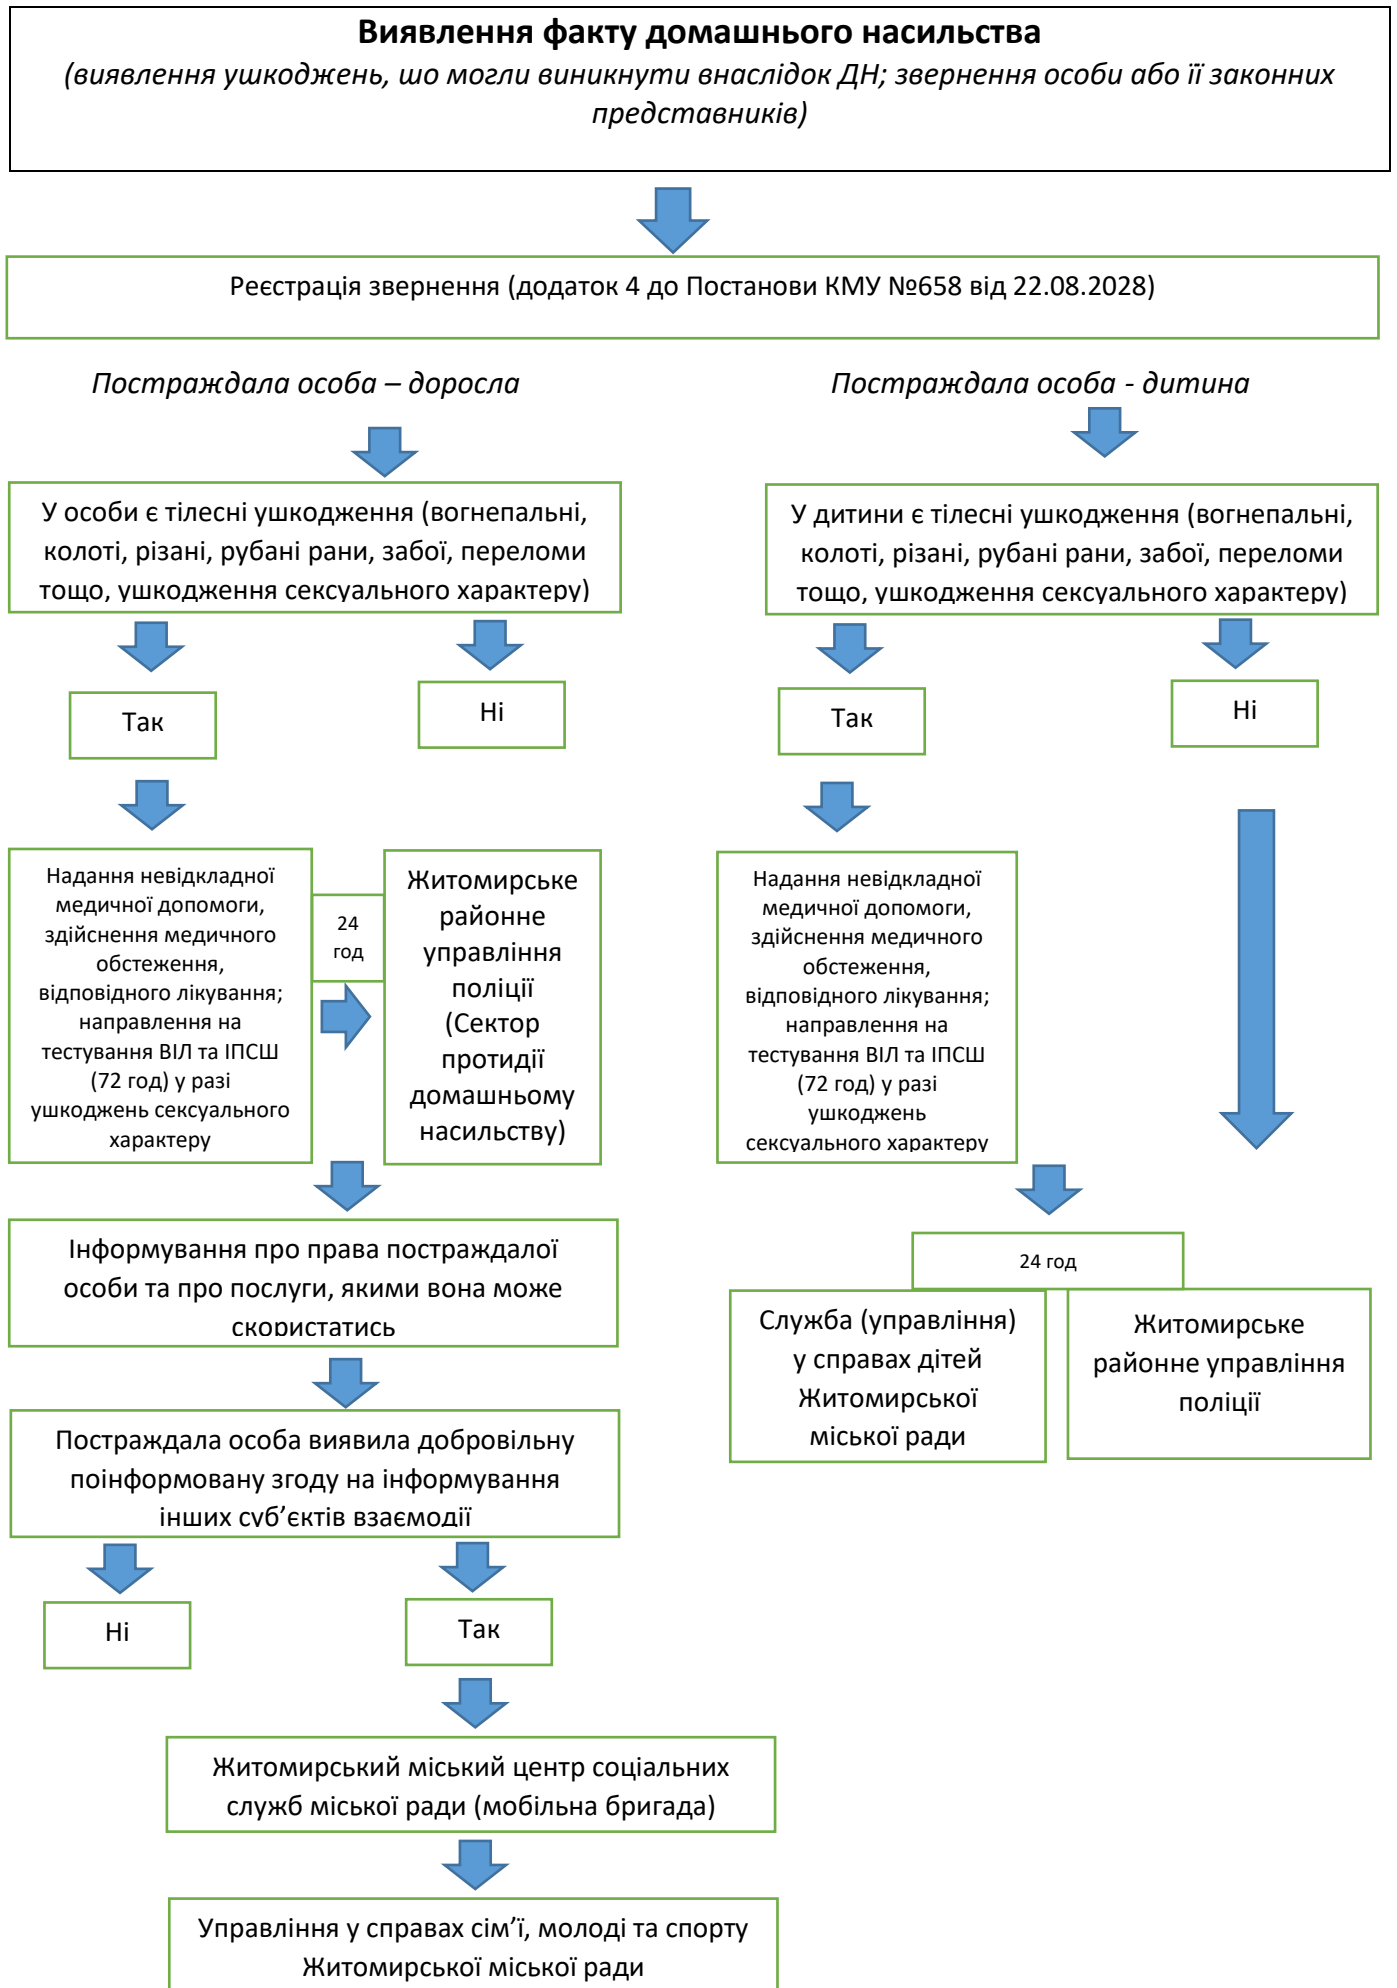 Виявлення факту домашнього насильства
(виявлення ушкоджень, шо могли виникнути внаслідок ДН; звернення особи або її законних
представників)
Реєстрація звернення (додаток 4 до Постанови КМУ №658 від 22.08.2028)
Постраждала особа – доросла
Постраждала особа - дитина
У особи є тілесні ушкодження (вогнепальні,
колоті, різані, рубані рани, забої, переломи
тощо, ушкодження сексуального характеру)
У дитини є тілесні ушкодження (вогнепальні,
колоті, різані, рубані рани, забої, переломи
тощо, ушкодження сексуального характеру)
Так
Ні
Так
Ні
Надання невідкладної
медичної допомоги,
здійснення медичного
обстеження,
відповідного лікування;
направлення на
тестування ВІЛ та ІПСШ
(72 год) у разі
ушкоджень сексуального
характеру
24
год
Житомирське
районне
управління
поліції
(Сектор
протидії
домашньому
насильству)
Надання невідкладної
медичної допомоги,
здійснення медичного
обстеження,
відповідного лікування;
направлення на
тестування ВІЛ та ІПСШ
(72 год) у разі
ушкоджень
сексуального характеру
Інформування про права постраждалої
особи та про послуги, якими вона може
скористатись
24 год
Служба (управління)
у справах дітей
Житомирської
міської ради
Житомирське
районне управління
поліції
Постраждала особа виявила добровільну
поінформовану згоду на інформування
інших суб’єктів взаємодії
Ні
Так
Житомирський міський центр соціальних
служб міської ради (мобільна бригада)
Управління у справах сім’ї, молоді та спорту
Житомирської міської ради